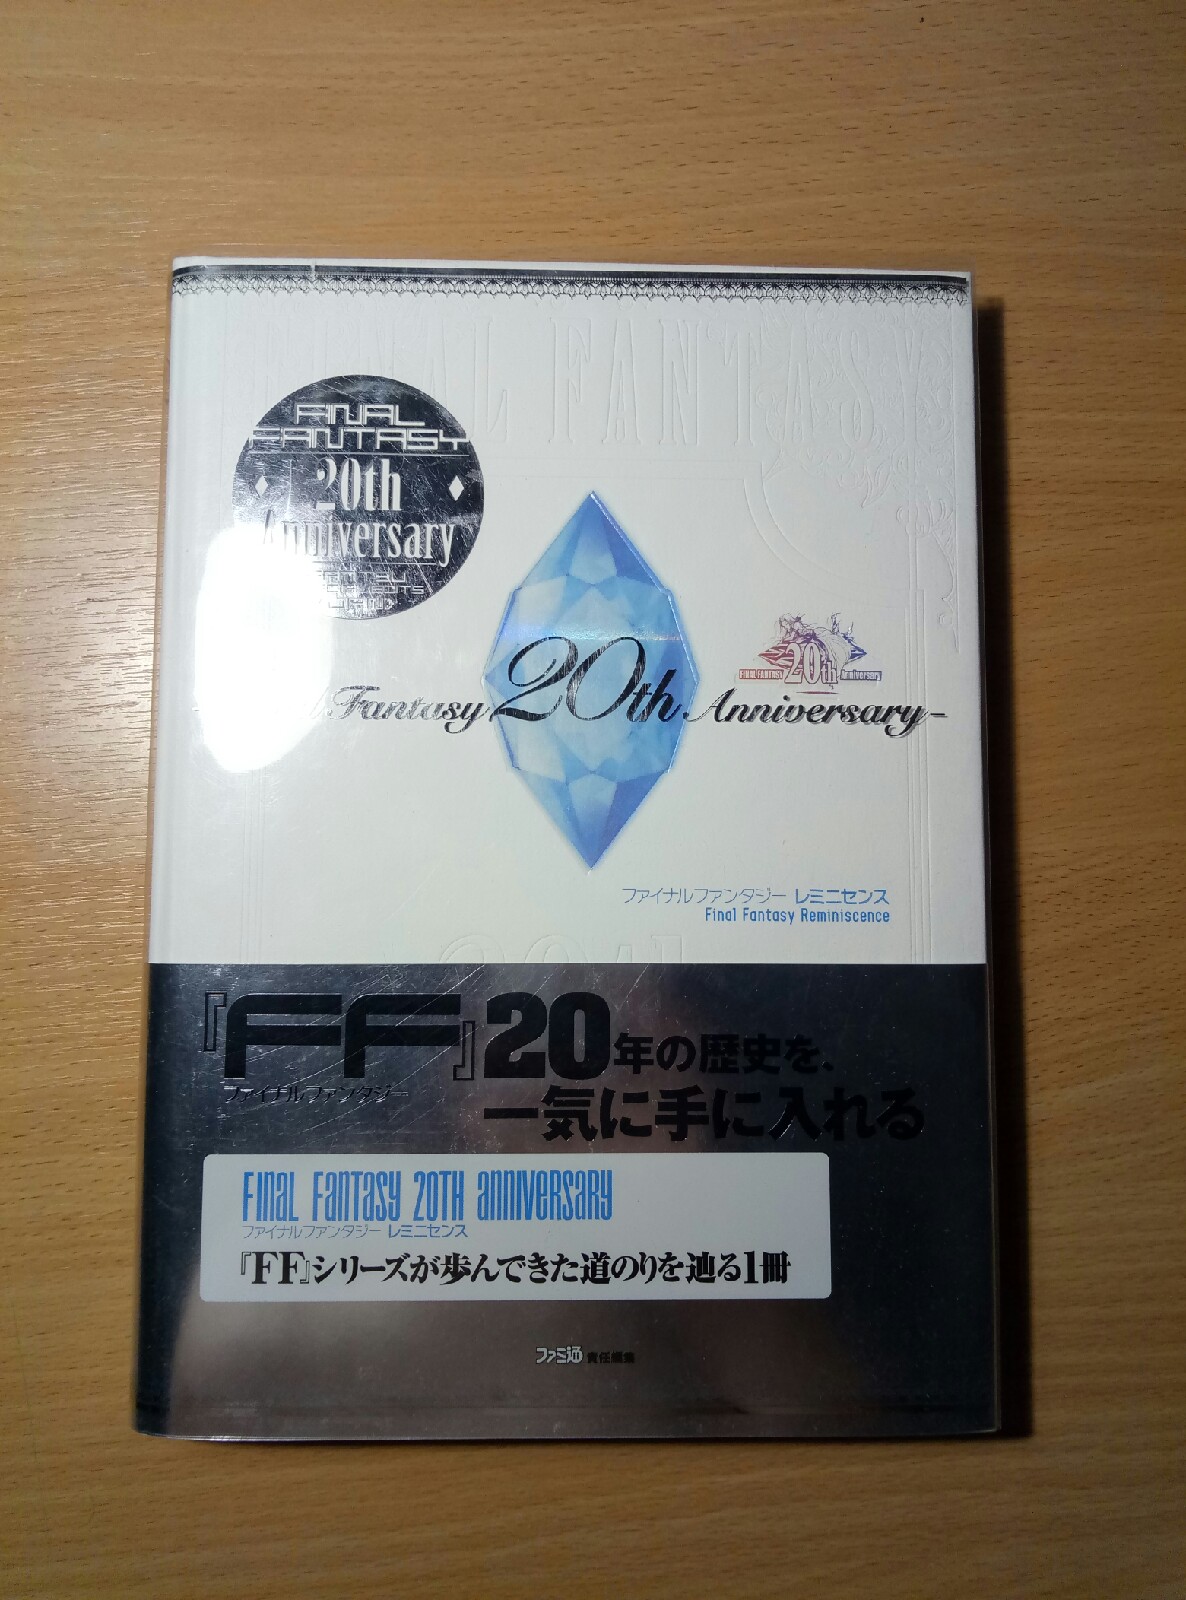 FINAL FANTASY
FINAL
FANTASY
20th
Anniversary
Fantasy 20th Anniversary-
FINAL FANTASY 20th Anniversary
ファイナルファンタジー レミニセンス
Final Fantasy Reminiscence
『FF』20年の歴史を、
ファイナルファンタジー
一気に手に入れる
FINAL FANTASY 20TH ANNIVERSARY
ファイナルファンタジー レミニセンス
『FF』シリーズが歩んできた道のりを辿る1冊
ファミ通 責任編集